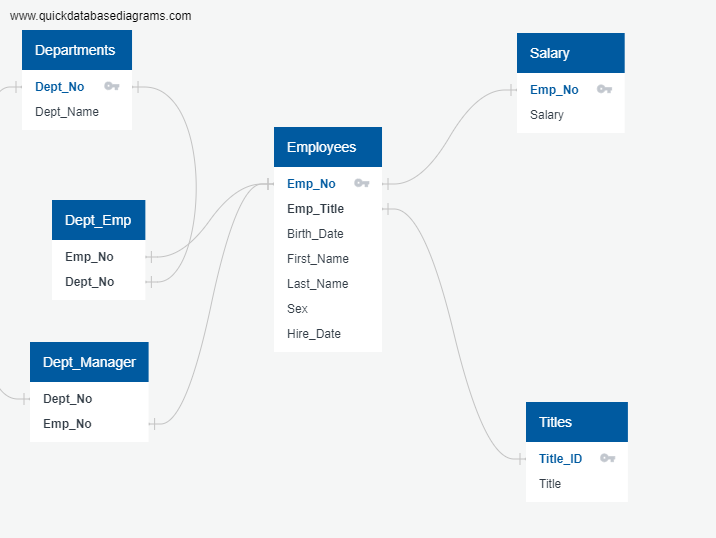 www.quickdatabasediagrams.com
Departments
Dept_No
Dept_Name
Salary
Emp_No
Salary
Employees
Emp_No
Emp_Title
Birth_Date
First_Name
Last_Name
Sex
Hire_Date
Dept_Emp
Emp_No
Dept_No
Dept_Manager
Dept_No
Emp_No
Titles
Title_ID
Title